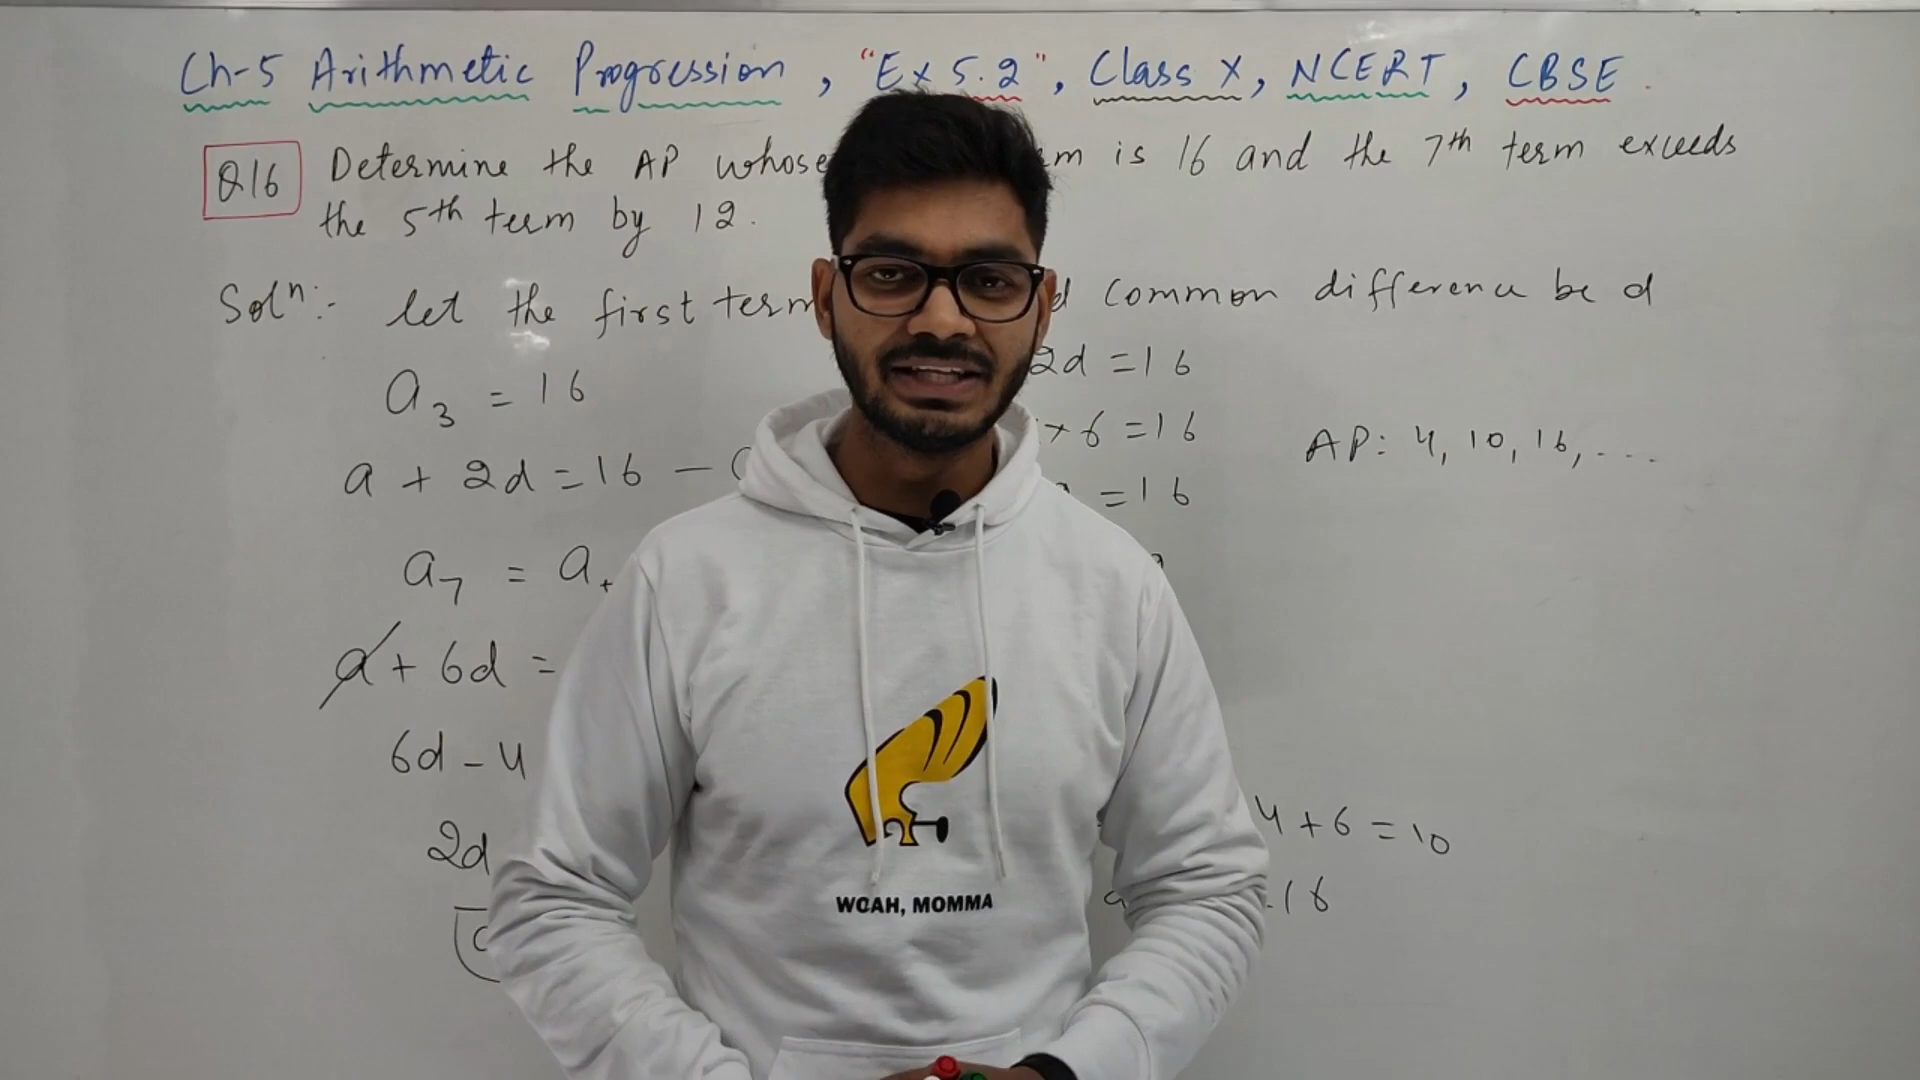 Ch-5 Arithmetic Progression, "Ex 5.2", Class X, NCERT, CBSE.
Q16 Determine the AP whose is 16 and the 7th term exceeds
the 5th term by 12.
Solⁿ:- let the first term common difference be d
a₃ = 16
a + 2d = 16 —
a₇ = a
a + 6d =
6d - 4
2d
2d = 16
× 6 = 16
= 16
4 + 6 = 10
16
AP: 4, 10, 16, ...
WOAH, MOMMA